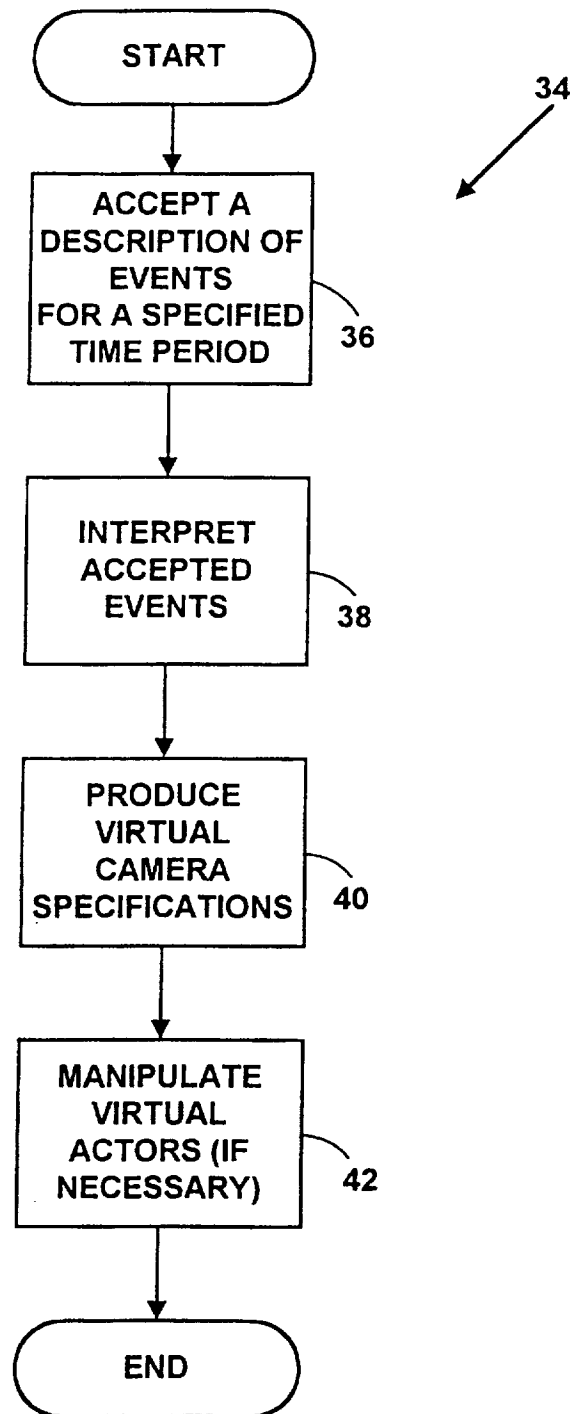 START
34
ACCEPT A
DESCRIPTION OF
EVENTS
FOR A SPECIFIED
TIME PERIOD
36
INTERPRET
ACCEPTED
EVENTS
38
PRODUCE
VIRTUAL
CAMERA
SPECIFICATIONS
40
MANIPULATE
VIRTUAL
ACTORS (IF
NECESSARY)
42
END